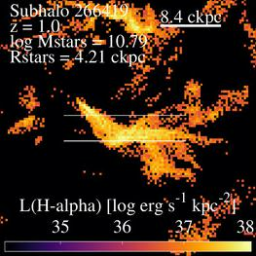 Subhalo 266419
8.4 ckpc
z = 1.0
log Mstars = 10.79
Rstars = 4.21 ckpc
L(H-alpha) [log erg s⁻¹ kpc⁻²]
35 36 37 38